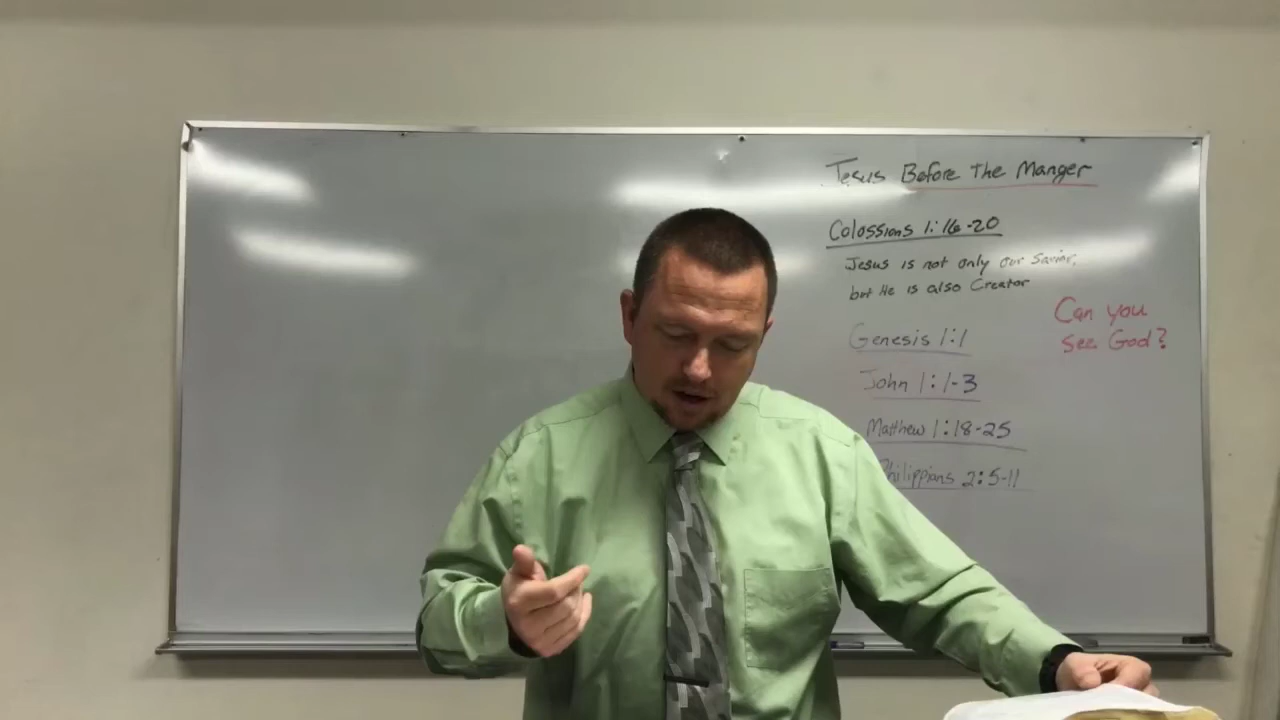 Jesus Before The Manger
Colossians 1:16-20
Jesus is not only our Savior,
but He is also Creator
Genesis 1:1
Can you
see God?
John 1:1-3
Matthew 1:18-25
Philippians 2:5-11